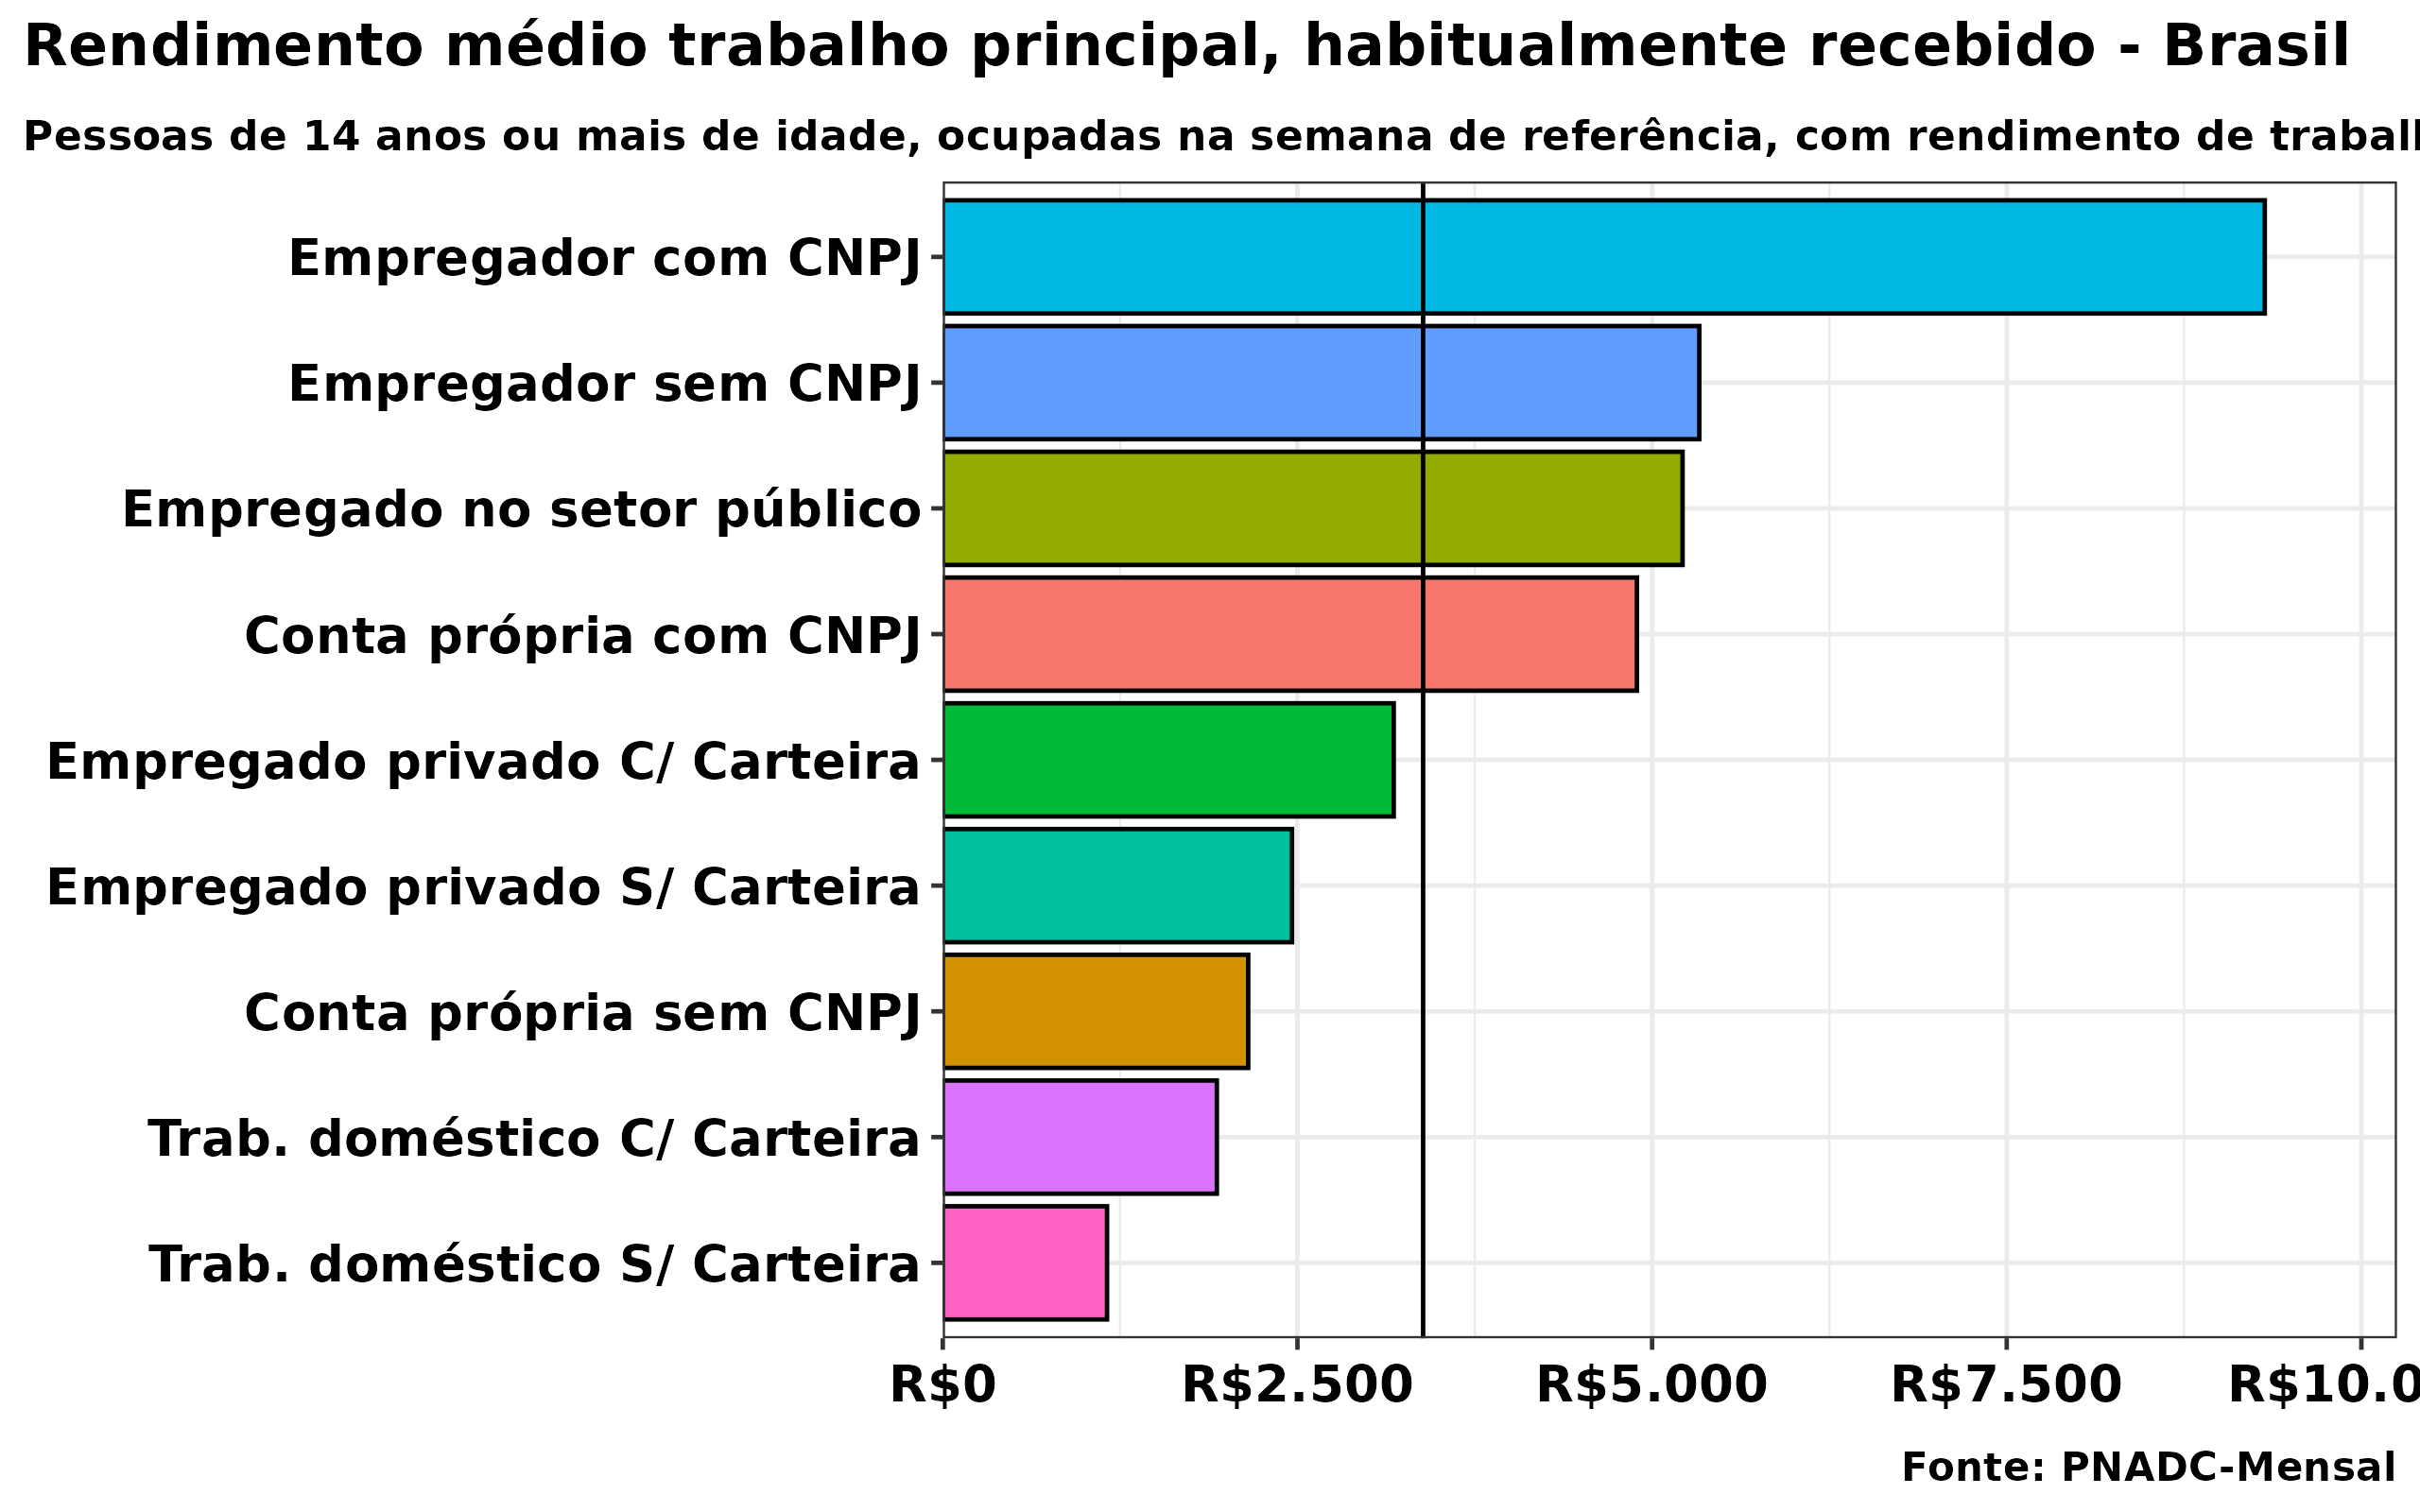 Rendimento médio trabalho principal, habitualmente recebido - Brasil
Pessoas de 14 anos ou mais de idade, ocupadas na semana de referência, com rendimento de
Empregador com CNPJ
Empregador sem CNPJ
Empregado no setor público
Conta própria com CNPJ
Empregado privado C/ Carteira
Empregado privado S/ Carteira
Conta própria sem CNPJ
Trab. doméstico C/ Carteira
Trab. doméstico S/ Carteira
R$0 R$2.500 R$5.000 R$7.500
Fonte: PNADC-Mensal